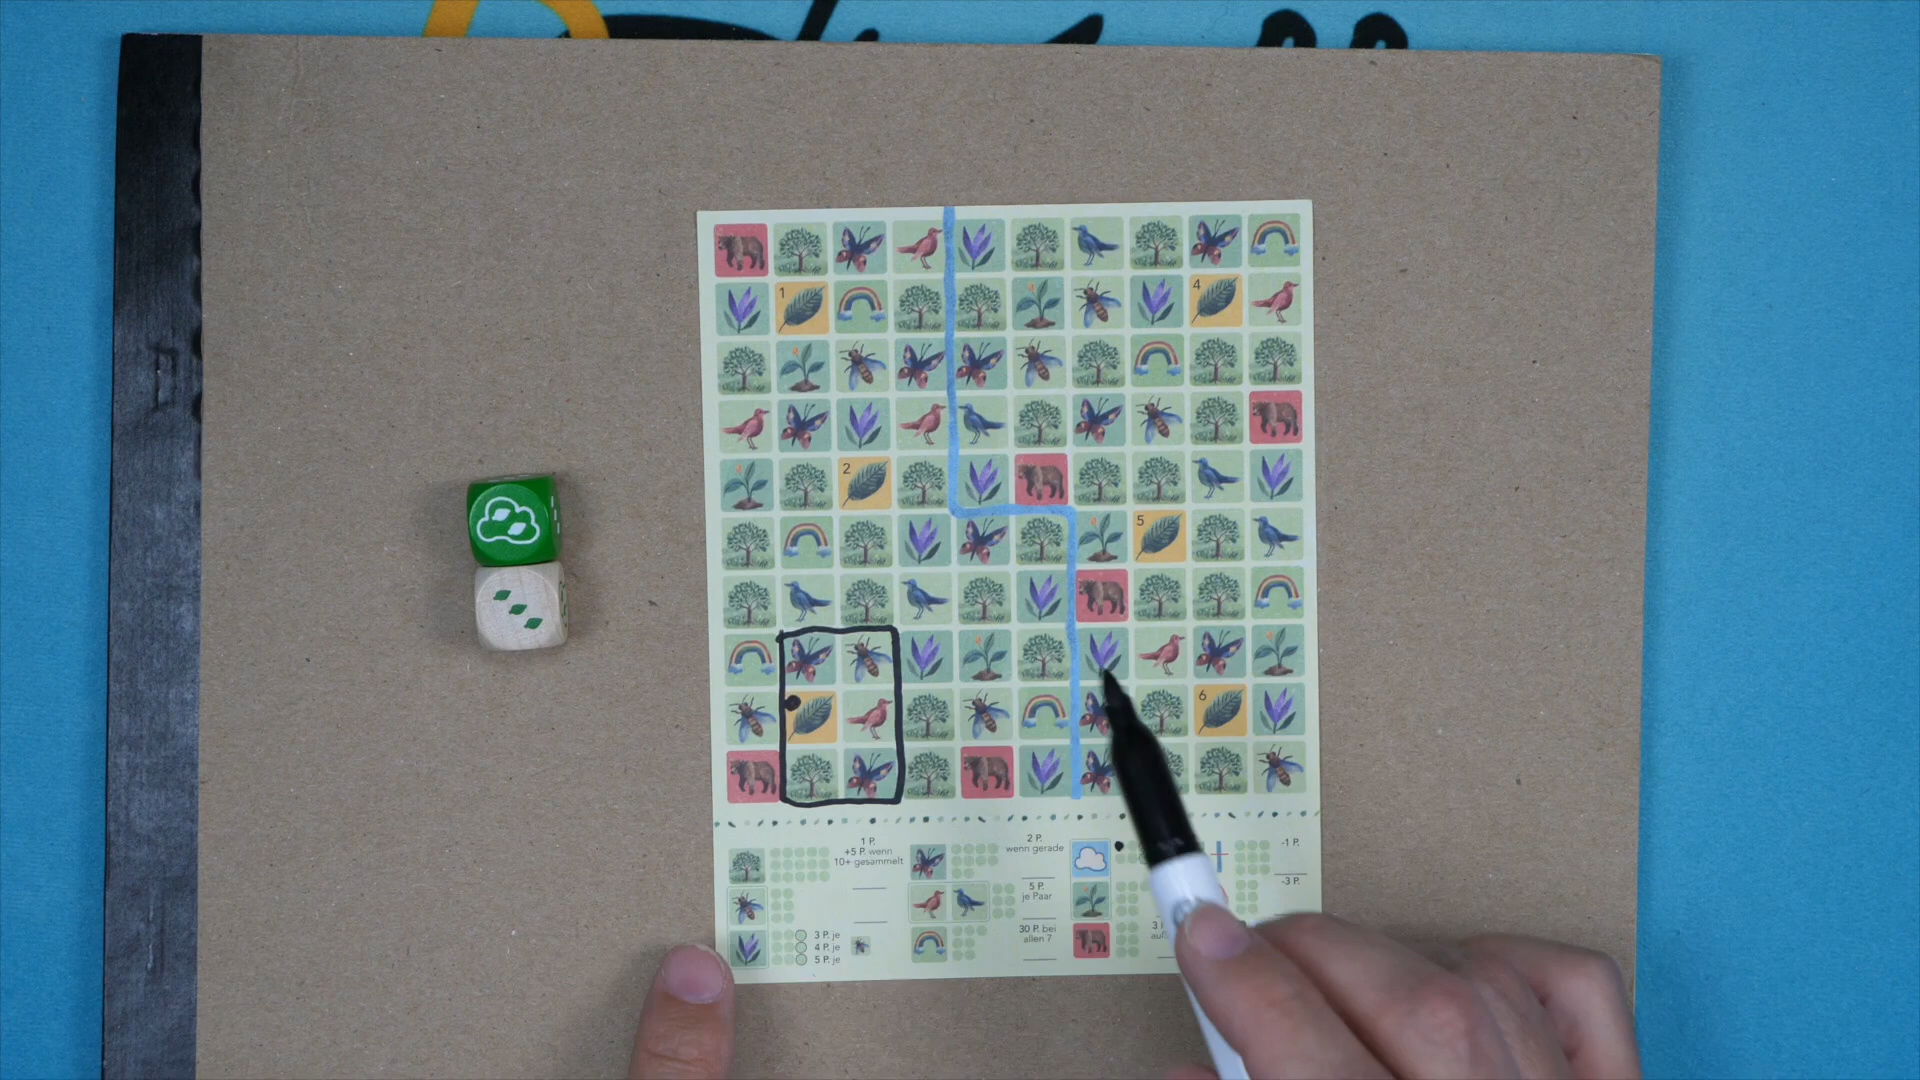 1
4
2
5
6
1 P.
+5 P. wenn
10+ gesammelt
2 P.
wenn gerade
-1 P.
5 P.
je Paar
-3 P.
3 P. je
4 P. je
5 P. je
30 P. bei
allen 7